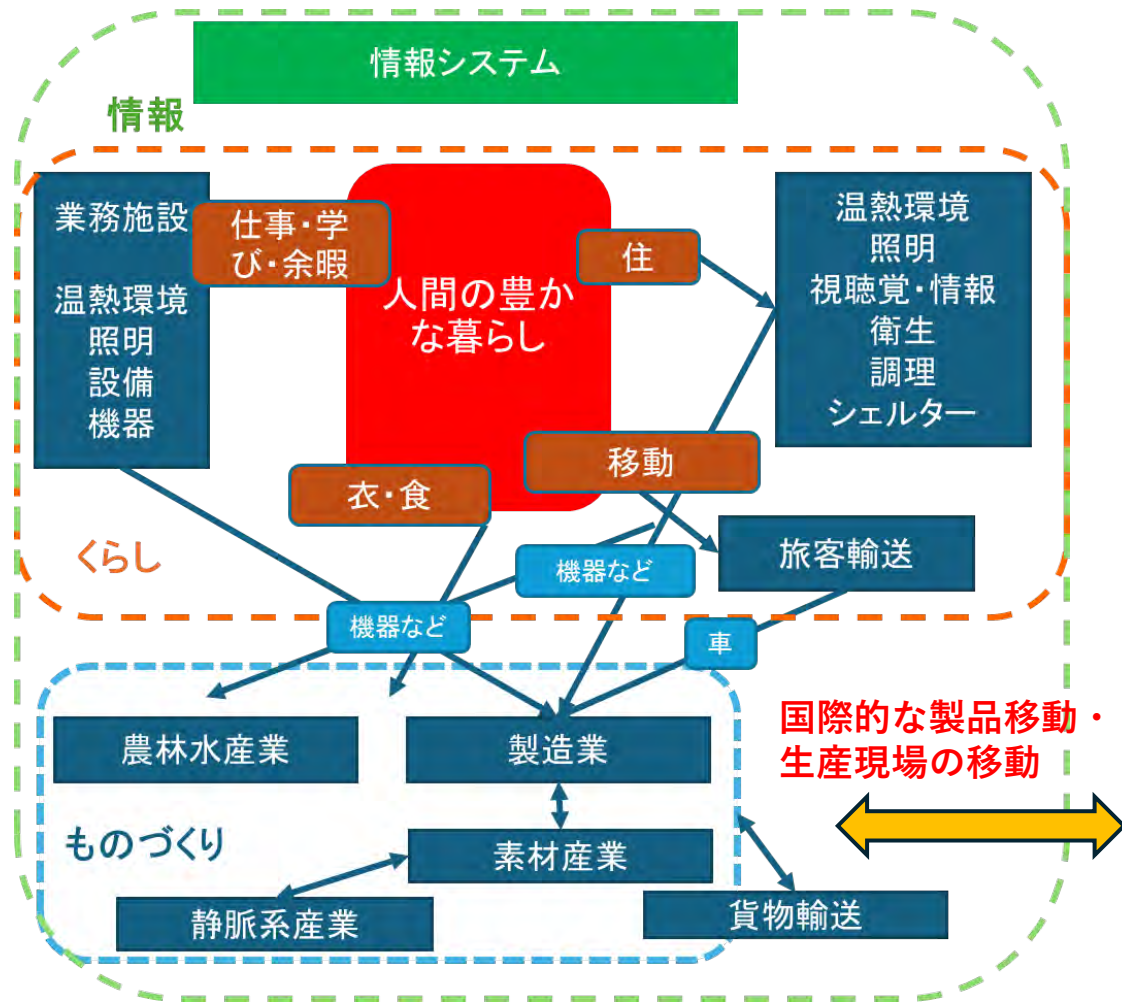 情報システム
情報
業務施設
温熱環境
照明
設備
機器
仕事・学
び・余暇
人間の豊か
な暮らし
住
温熱環境
照明
視聴覚・情報
衛生
調理
シェルター
移動
衣・食
くらし
機器など
旅客輸送
機器など
車
農林水産業
製造業
国際的な製品移動・
生産現場の移動
ものづくり
素材産業
静脈系産業
貨物輸送